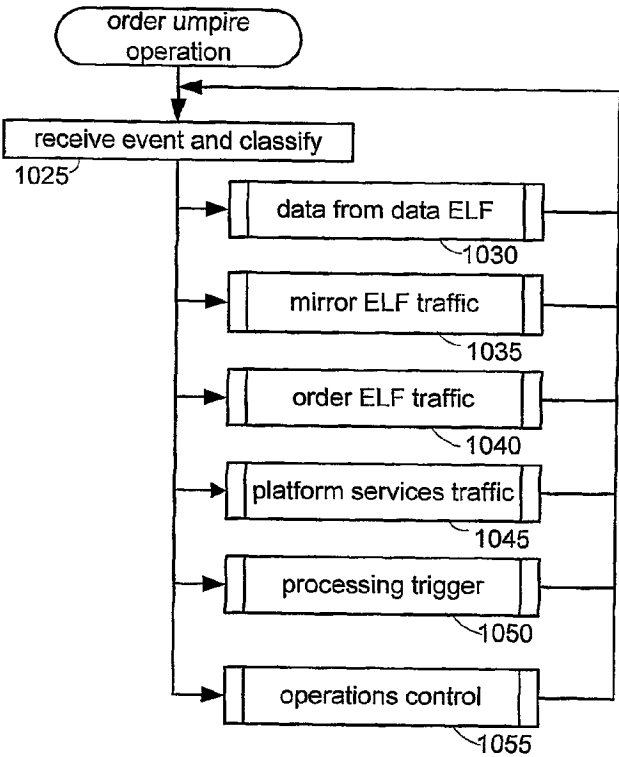 order umpire
operation
receive event and classify
1025
data from data ELF
1030
mirror ELF traffic
1035
order ELF traffic
1040
platform services traffic
1045
processing trigger
1050
operations control
1055